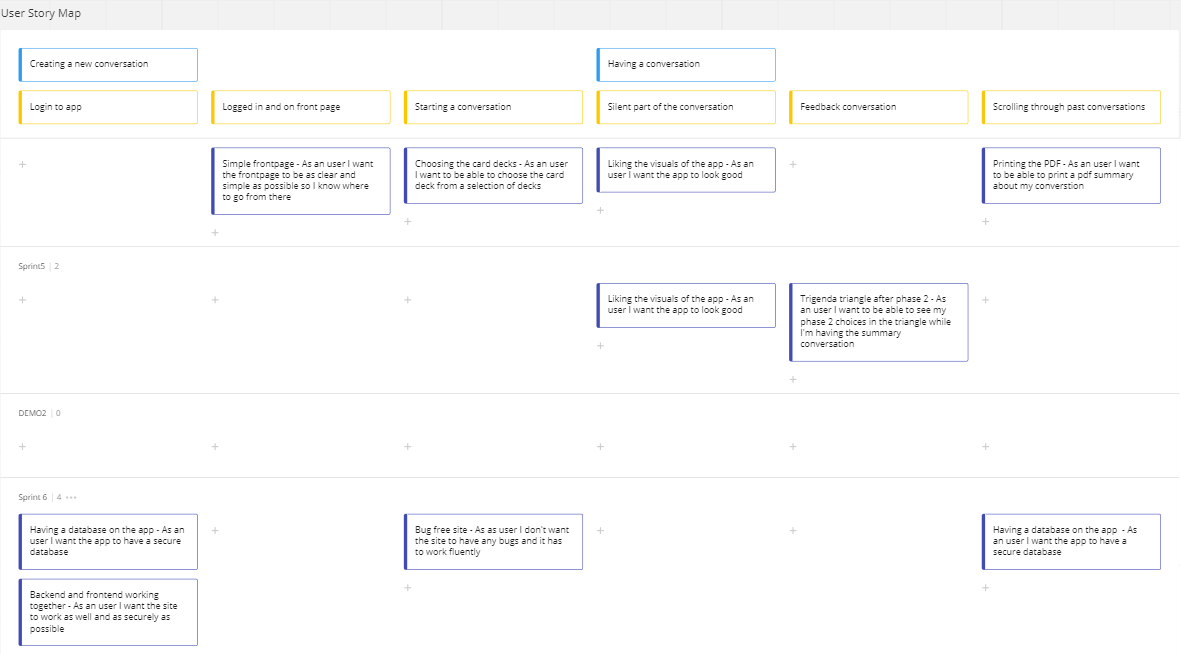 User Story Map
Creating a new conversation
Having a conversation
Login to app
Logged in and on front page
Starting a conversation
Silent part of the conversation
Feedback conversation
Scrolling through past conversations
+
Simple frontpage - As an user I want
the frontpage to be as clear and
simple as possible so I know where
to go from there
+
Choosing the card decks - As an user
I want to be able to choose the card
deck from a selection of decks
+
Liking the visuals of the app - As an
user I want the app to look good
+
+
Printing the PDF - As an user I want
to be able to print a pdf summary
about my converstion
+
Sprint5 | 2
+
+
+
Liking the visuals of the app - As an
user I want the app to look good
+
Trigenda triangle after phase 2 - As
an user I want to be able to see my
phase 2 choices in the triangle while
I'm having the summary
conversation
+
+
DEMO2 | 0
+
+
+
+
+
+
Sprint 6 | 4 •••
Having a database on the app - As an
user I want the app to have a secure
database
Backend and frontend working
together - As an user I want the site
to work as well and as securely as
possible
+
Bug free site - As as user I don't want
the site to have any bugs and it has
to work fluently
+
+
+
Having a database on the app - As
an user I want the app to have a
secure database
+